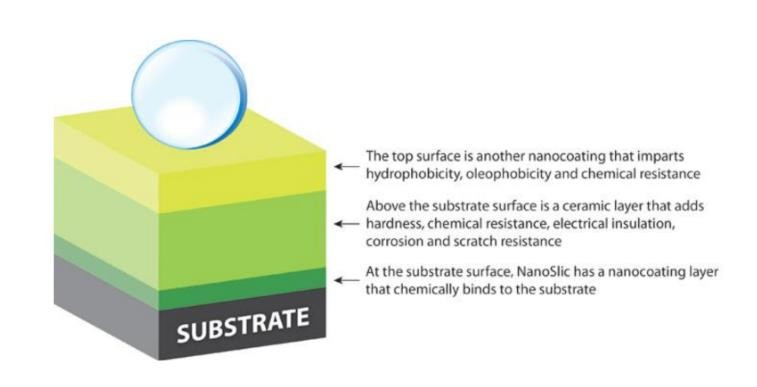 The top surface is another nanocoating that imparts
hydrophobicity, oleophobicity and chemical resistance
Above the substrate surface is a ceramic layer that adds
hardness, chemical resistance, electrical insulation,
corrosion and scratch resistance
At the substrate surface, NanoSlic has a nanocoating layer
that chemically binds to the substrate
SUBSTRATE